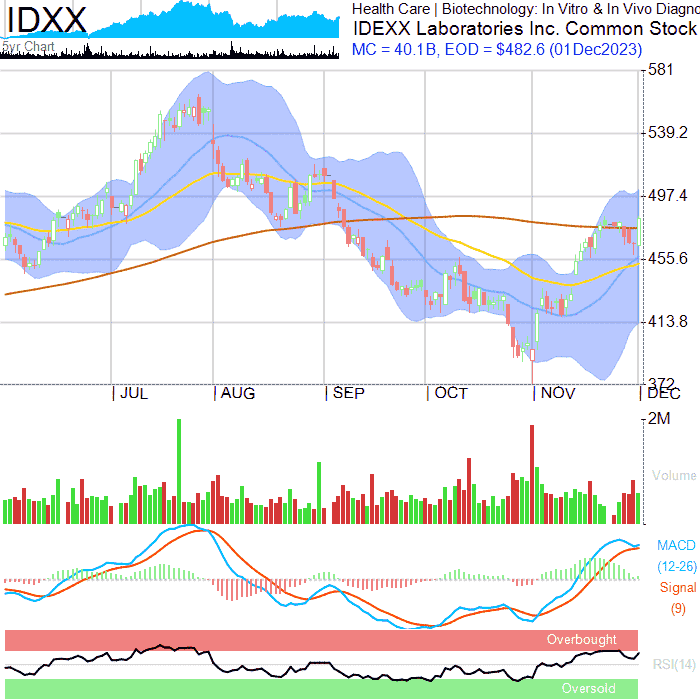 IDXX
5yr Chart
Health Care | Biotechnology: In Vitro & In Vivo Diagno
IDEXX Laboratories Inc. Common Stock
MC = 40.1B, EOD = $482.6 (01Dec2023)
581
539.2
497.4
455.6
413.8
372
| JUL | AUG | SEP | OCT | NOV | DEC
2M
Volume
MACD
(12-26)
Signal
(9)
Overbought
RSI(14)
Oversold